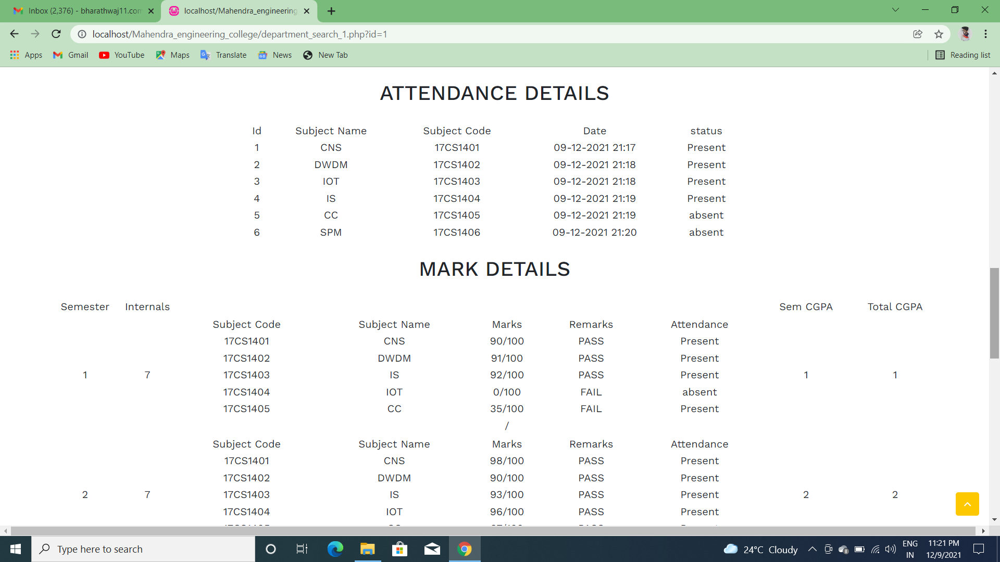 Inbox (2,376) - bharathwaj11.com
localhost/Mahendra_engineering
localhost/Mahendra_engineering_college/department_search_1.php?id=1
Apps Gmail YouTube Maps Translate News New Tab Reading list
ATTENDANCE DETAILS
Id Subject Name Subject Code Date status
1 CNS 17CS1401 09-12-2021 21:17 Present
2 DWDM 17CS1402 09-12-2021 21:18 Present
3 IOT 17CS1403 09-12-2021 21:18 Present
4 IS 17CS1404 09-12-2021 21:19 Present
5 CC 17CS1405 09-12-2021 21:19 absent
6 SPM 17CS1406 09-12-2021 21:20 absent
MARK DETAILS
Semester Internals Sem CGPA Total CGPA
Subject Code Subject Name Marks Remarks Attendance
17CS1401 CNS 90/100 PASS Present
17CS1402 DWDM 91/100 PASS Present
1 7 17CS1403 IS 92/100 PASS Present 1 1
17CS1404 IOT 0/100 FAIL absent
17CS1405 CC 35/100 FAIL Present
/
Subject Code Subject Name Marks Remarks Attendance
17CS1401 CNS 98/100 PASS Present
17CS1402 DWDM 90/100 PASS Present
2 7 17CS1403 IS 93/100 PASS Present 2 2
17CS1404 IOT 96/100 PASS Present
Type here to search
24°C Cloudy
ENG
IN
11:21 PM
12/9/2021